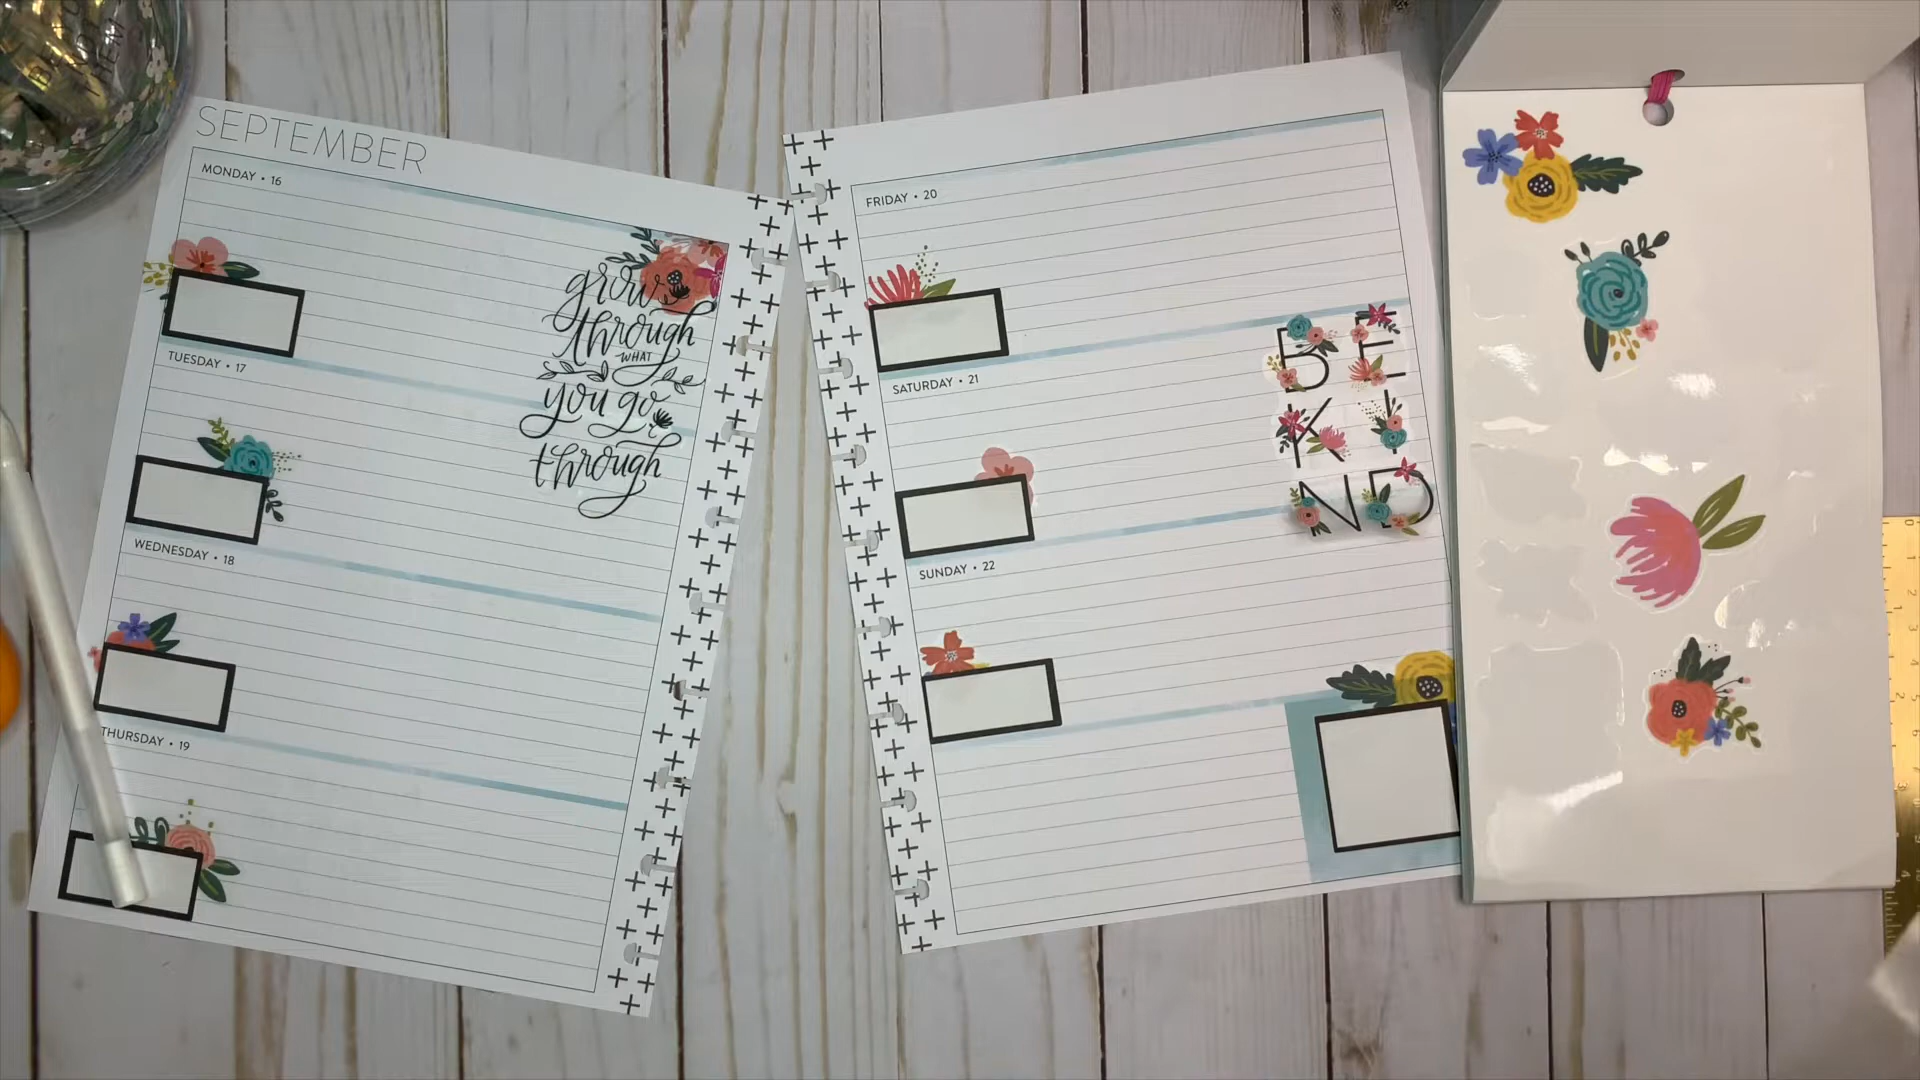 SEPTEMBER
MONDAY • 16
grow
through
WHAT
you go
through
TUESDAY • 17
WEDNESDAY • 18
THURSDAY • 19
FRIDAY • 20
SATURDAY • 21
BE
KI
ND
SUNDAY • 22